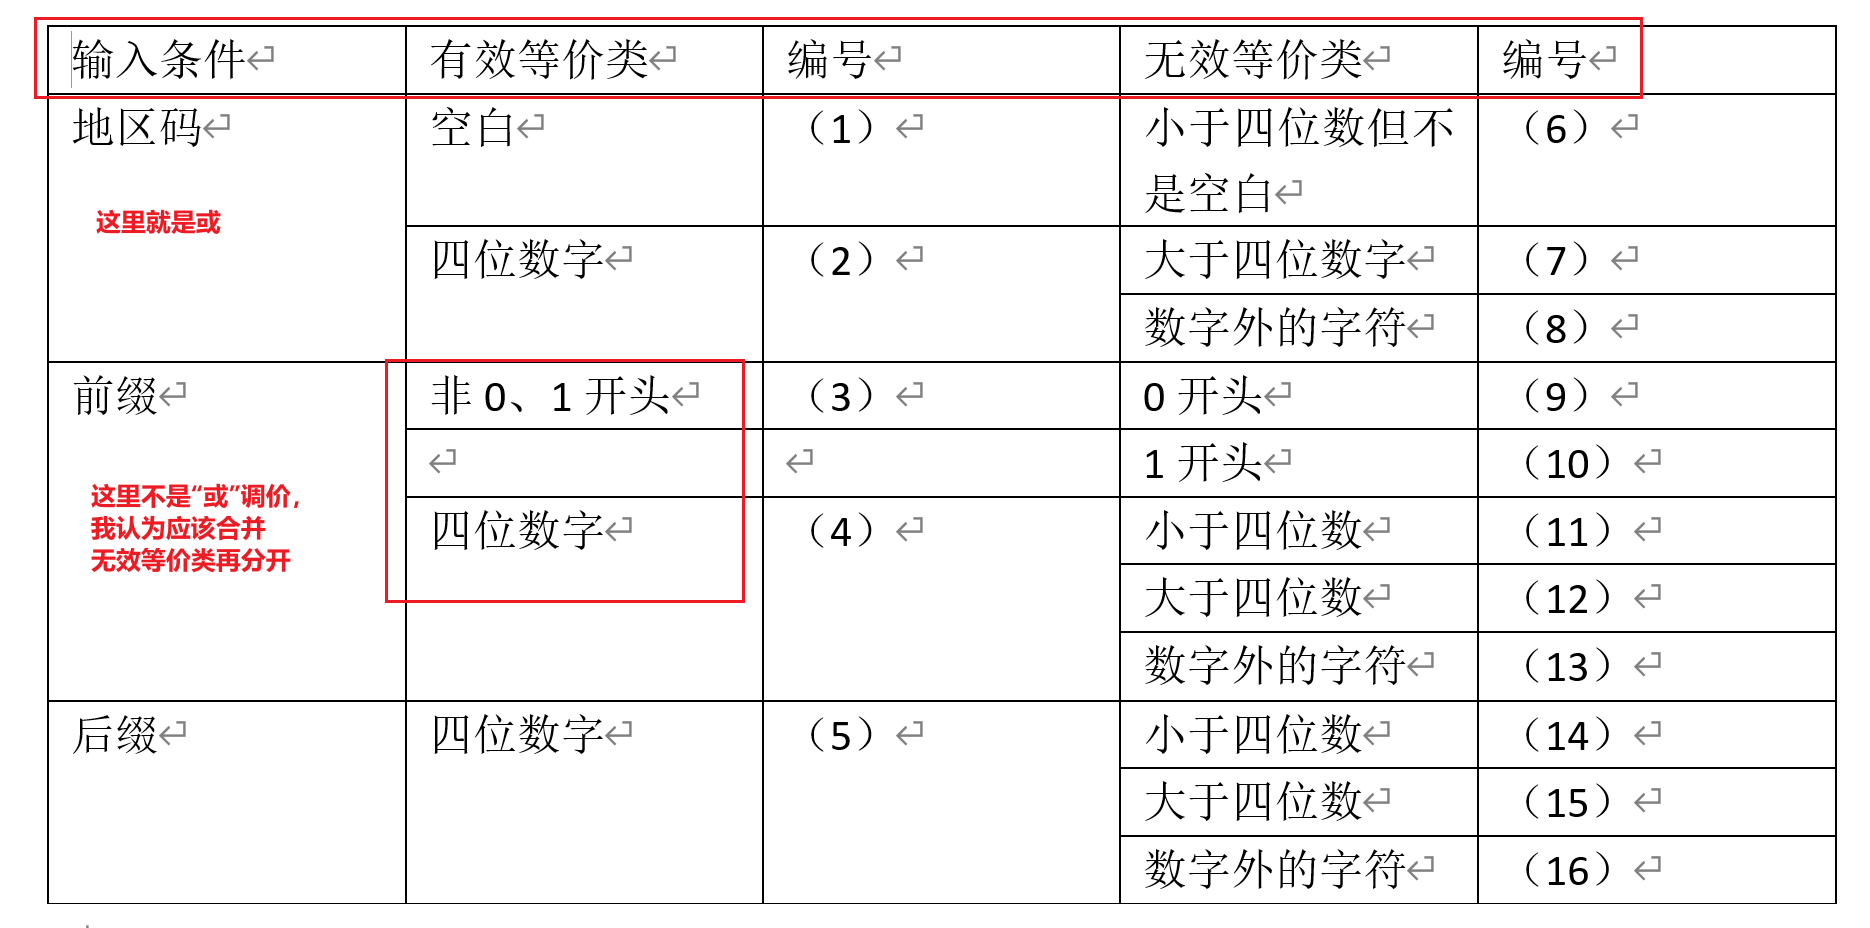 输入条件 有效等价类 编号 无效等价类 编号
地区码 空白 （1） 小于四位数但不
是空白 （6）
这里就是或
四位数字 （2） 大于四位数字 （7）
数字外的字符 （8）
前缀 非 0、1 开头 （3） 0 开头 （9）
1 开头 （10）
这里不是“或”调价，
我认为应该合并
无效等价类再分开
四位数字 （4） 小于四位数 （11）
大于四位数 （12）
数字外的字符 （13）
后缀 四位数字 （5） 小于四位数 （14）
大于四位数 （15）
数字外的字符 （16）